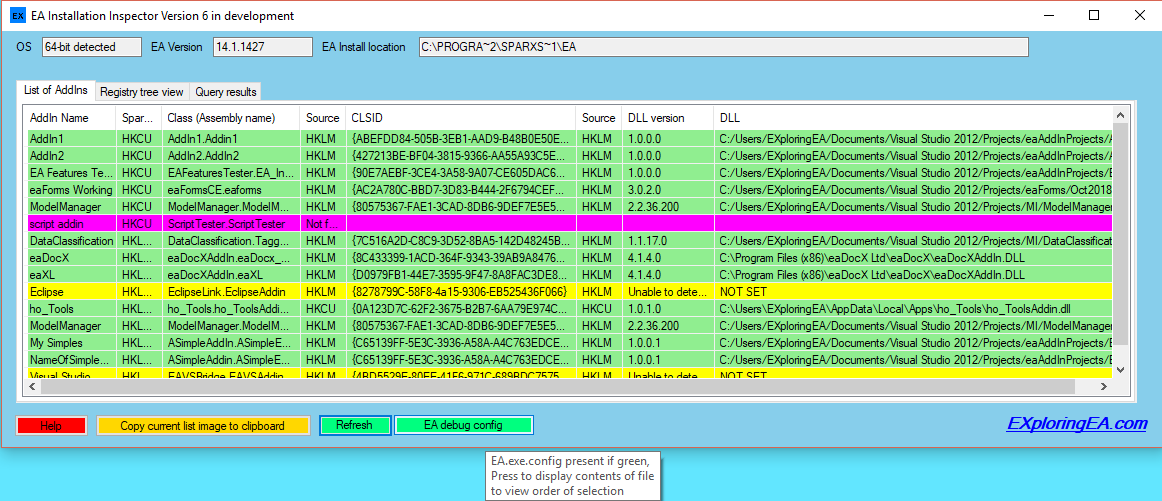 EX EA Installation Inspector Version 6 in development
OS 64-bit detected EA Version 14.1.1427 EA Install location C:\PROGRA~2\SPARXS~1\EA
List of AddIns Registry tree view Query results
AddIn Name Spar... Class (Assembly name) Source CLSID Source DLL version DLL
AddIn1 HKCU AddIn1.Addin1 HKLM {ABEFDD84-505B-3EB1-AAD9-B48B0E50E... HKLM 1.0.0.0 C:/Users/EXploringEA/Documents/Visual Studio 2012/Projects/eaAddInProjects/A
AddIn2 HKCU AddIn2.AddIn2 HKLM {427213BE-BF04-3815-9366-AA55A93C5E... HKLM 1.0.0.0 C:/Users/EXploringEA/Documents/Visual Studio 2012/Projects/eaAddInProjects/A
EA Features Te... HKCU EAFeaturesTester.EA_In... HKLM {90E7AEBF-3CE4-3A58-9A07-CE605DAC6... HKLM 1.0.0.0 C:/Users/EXploringEA/Documents/Visual Studio 2012/Projects/eaAddInProjects/E
eaForms Working HKCU eaFormsCE.eaforms HKLM {AC2A780C-BBD7-3D83-B444-2F6794CEF... HKLM 3.0.2.0 C:/Users/EXploringEA/Documents/Visual Studio 2012/Projects/eaForms/Oct2018
ModelManager HKCU ModelManager.ModelM... HKLM {80575367-FAE1-3CAD-8DB6-9DEF7E5E5... HKLM 2.2.36.200 C:/Users/EXploringEA/Documents/Visual Studio 2012/Projects/MI/ModelManager
script addin HKCU ScriptTester.ScriptTester Not f...
DataClassification HKL... DataClassification.Tagg... HKLM {7C516A2D-C8C9-3D52-8BA5-142D48245B... HKLM 1.1.17.0 C:/Users/EXploringEA/Documents/Visual Studio 2012/Projects/MI/DataClassificat
eaDocX HKL... eaDocXAddIn.eaDocx_... HKLM {8C433399-1ACD-364F-9343-39AB9A8476... HKLM 4.1.4.0 C:\Program Files (x86)\eaDocX Ltd\eaDocX\eaDocXAddIn.DLL
eaXL HKL... eaDocXAddIn.eaXL HKLM {D0979FB1-44E7-3595-9F47-8A8FAC3DE8... HKLM 4.1.4.0 C:\Program Files (x86)\eaDocX Ltd\eaDocX\eaDocXAddIn.DLL
Eclipse HKL... EclipseLink.EclipseAddin HKLM {8278799C-58F8-4a15-9306-EB525436F066} HKLM Unable to dete... NOT SET
ho_Tools HKL... ho_Tools.ho_ToolsAddin... HKCU {0A123D7C-62F2-3675-B2B7-6AA79E974C... HKCU 1.0.1.0 C:\Users\EXploringEA\AppData\Local\Apps\ho_Tools\ho_ToolsAddin.dll
ModelManager HKL... ModelManager.ModelM... HKLM {80575367-FAE1-3CAD-8DB6-9DEF7E5E5... HKLM 2.2.36.200 C:/Users/EXploringEA/Documents/Visual Studio 2012/Projects/MI/ModelManager
My Simples HKL... ASimpleAddIn.ASimpleE... HKLM {C65139FF-5E3C-3936-A58A-A4C763EDCE... HKLM 1.0.0.1 C:/Users/EXploringEA/Documents/Visual Studio 2012/Projects/eaAddInProjects/E
NameOfSimple... HKL... ASimpleAddin.ASimpleE... HKLM {C65139FF-5E3C-3936-A58A-A4C763EDCE... HKLM 1.0.0.1 C:/Users/EXploringEA/Documents/Visual Studio 2012/Projects/eaAddInProjects/E
Visual Studio HKL... EAVSBridge.EAVSAddin HKLM {4BD5529E-80EE-41F6-971C-689BDC7575... HKLM Unable to dete... NOT SET
Help Copy current list image to clipboard Refresh EA debug config EXploringEA.com
EA.exe.config present if green,
Press to display contents of file
to view order of selection